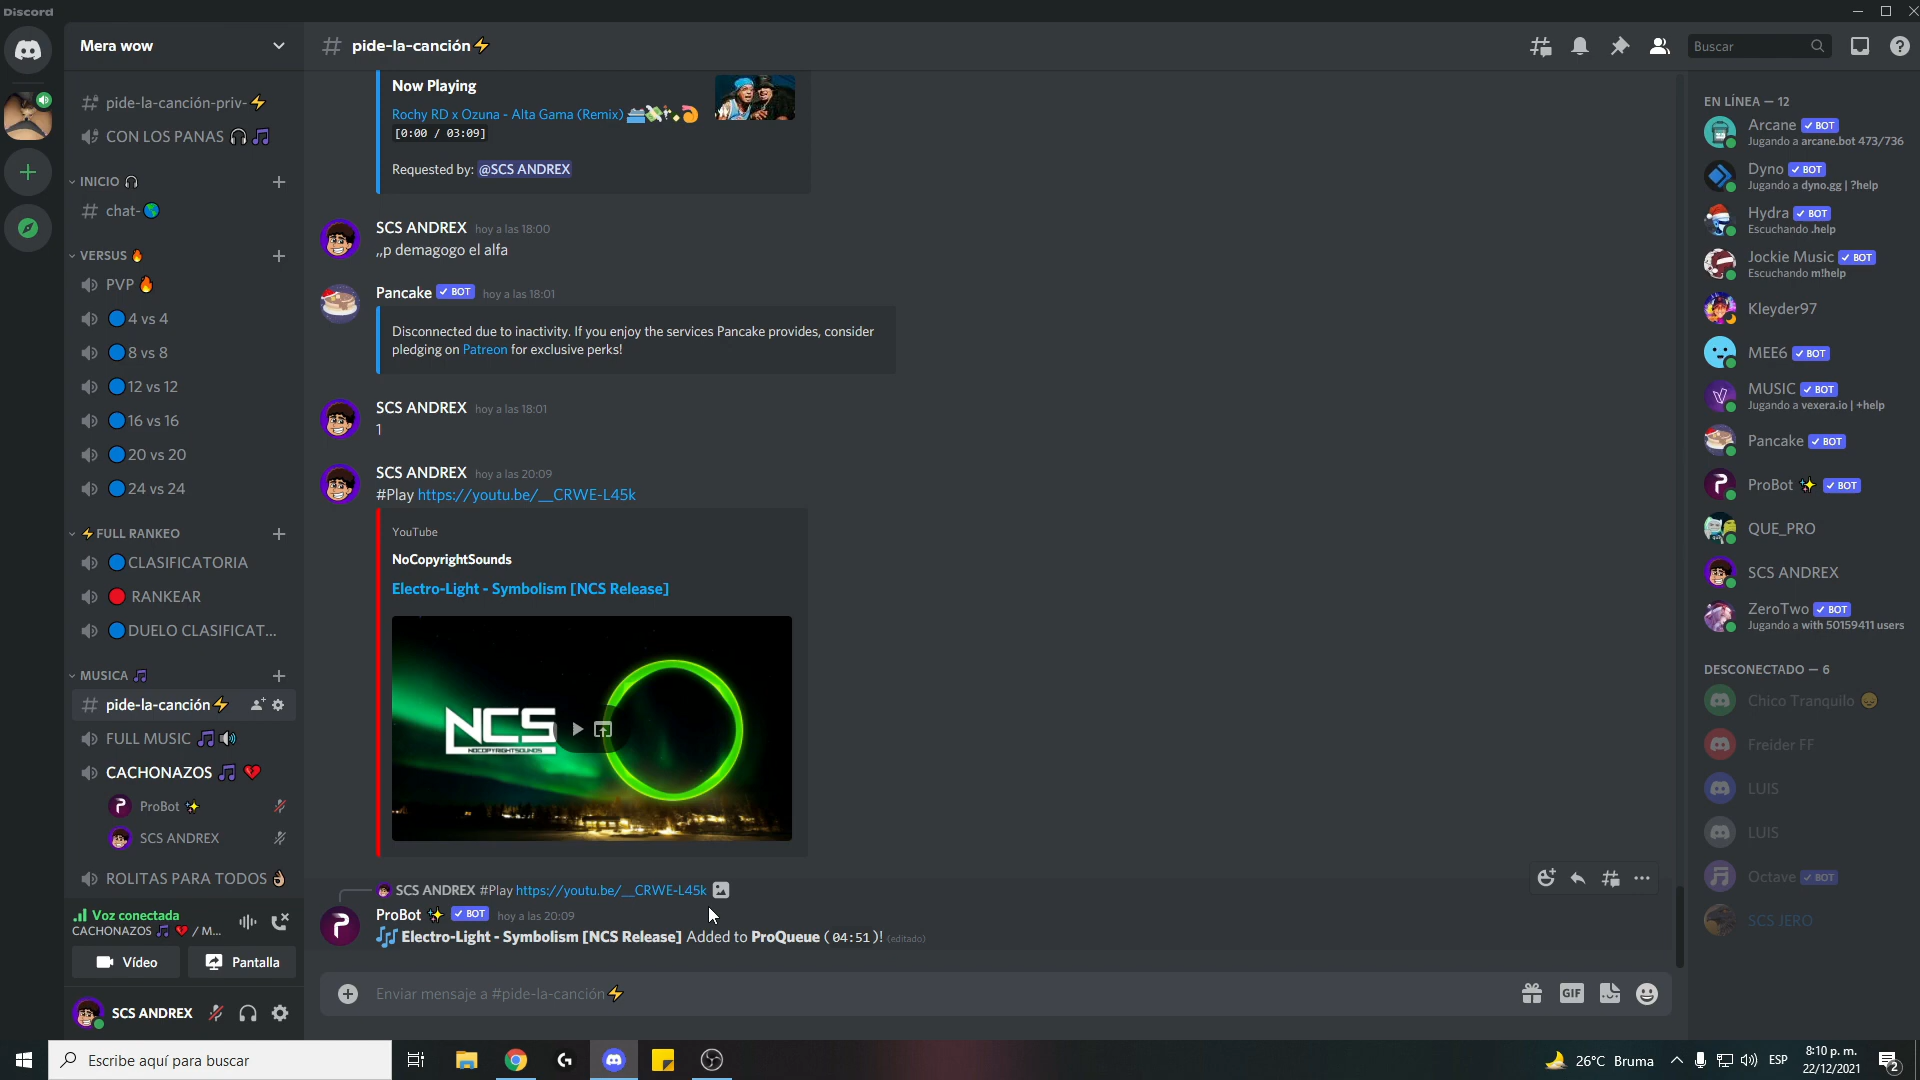 Discord
Mera wow
pide-la-canción-priv-⚡
CON LOS PANAS 🎧🎵
INICIO 🎧
chat-🌎
VERSUS🔥
PVP🔥
🔵4 vs 4
🔵8 vs 8
🔵12 vs 12
🔵16 vs 16
🔵20 vs 20
🔵24 vs 24
⚡FULL RANKEO
🔵CLASIFICATORIA
🔴 RANKEAR
🔵DUELO CLASIFICAT...
MUSICA 🎵
pide-la-canción⚡
FULL MUSIC 🎵🔊
CACHONAZOS 🎵 💔
ProBot ✨
SCS ANDREX
ROLITAS PARA TODOS👌
Voz conectada
CACHONAZOS 🎵 💔 / M...
Vídeo
Pantalla
SCS ANDREX
# pide-la-canción⚡
Buscar
Now Playing
Rochy RD x Ozuna - Alta Gama (Remix)
[0:00 / 03:09]
Requested by: @SCS ANDREX
SCS ANDREX hoy a las 18:00
,,p demagogo el alfa
Pancake ✓ BOT hoy a las 18:01
Disconnected due to inactivity. If you enjoy the services Pancake provides, consider
pledging on Patreon for exclusive perks!
SCS ANDREX hoy a las 18:01
1
SCS ANDREX hoy a las 20:09
#Play https://youtu.be/__CRWE-L45k
YouTube
NoCopyrightSounds
Electro-Light - Symbolism [NCS Release]
NCS
NOCOPYRIGHTSOUNDS
SCS ANDREX #Play https://youtu.be/__CRWE-L45k
ProBot ✨ ✓ BOT hoy a las 20:09
🎶 Electro-Light - Symbolism [NCS Release] Added to ProQueue (04:51)! (editado)
Enviar mensaje a #pide-la-canción⚡
GIF
EN LÍNEA — 12
Arcane ✓ BOT
Jugando a arcane.bot 473/736
Dyno ✓ BOT
Jugando a dyno.gg | ?help
Hydra ✓ BOT
Escuchando .help
Jockie Music ✓ BOT
Escuchando m!help
Kleyder97
MEE6 ✓ BOT
MUSIC ✓ BOT
Jugando a vexera.io | +help
Pancake ✓ BOT
ProBot ✨ ✓ BOT
QUE_PRO
SCS ANDREX
ZeroTwo ✓ BOT
Jugando a with 50159411 users
DESCONECTADO — 6
Chico Tranquilo 😔
Freider FF
LUIS
LUIS
Octave ✓ BOT
SCS JERO
Escribe aquí para buscar
26°C Bruma
ESP
8:10 p. m.
22/12/2021
2